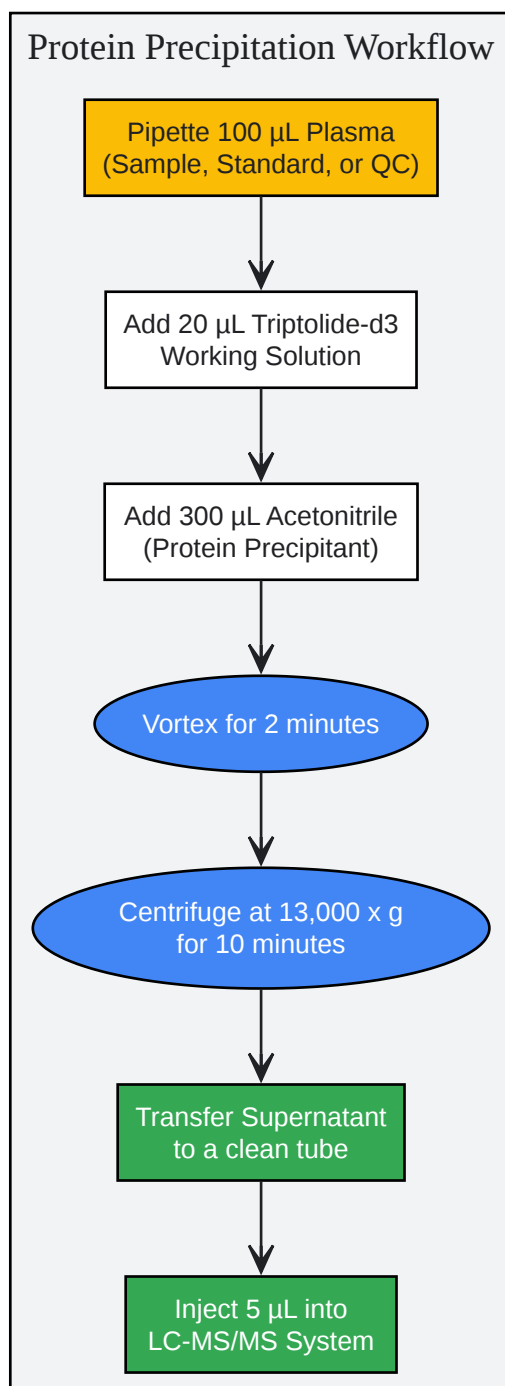 Protein Precipitation Workflow
Pipette 100 µL Plasma
(Sample, Standard, or QC)
Add 20 µL Triptolide-d3
Working Solution
Add 300 µL Acetonitrile
(Protein Precipitant)
Vortex for 2 minutes
Centrifuge at 13,000 x g
for 10 minutes
Transfer Supernatant
to a clean tube
Inject 5 µL into
LC-MS/MS System